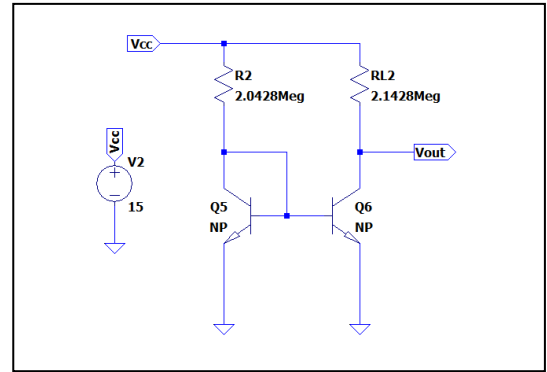 Vcc
R2
2.0428Meg
RL2
2.1428Meg
Vout
Vcc
V2
+
-
15
Q5
NP
Q6
NP